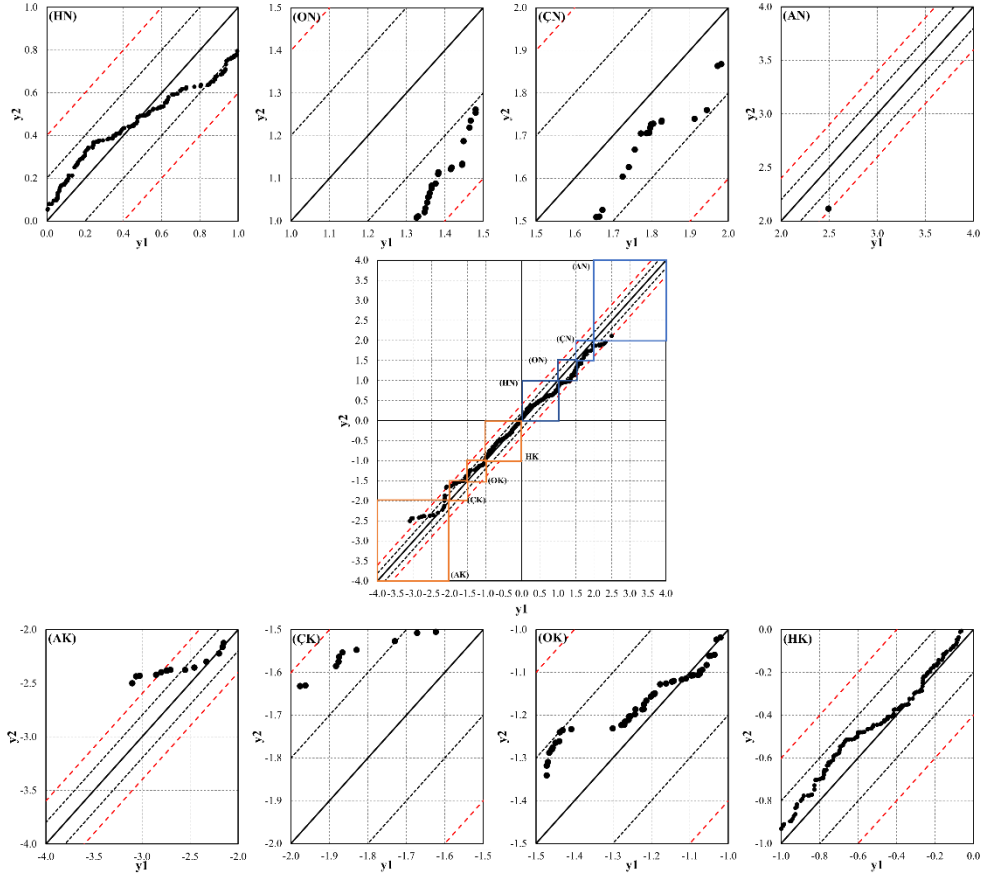 (HN)
1.0
0.8
0.6
0.4
0.2
0.0
y2
0.0 0.2 0.4 0.6 0.8 1.0
y1
(ON)
1.5
1.4
1.3
1.2
1.1
1.0
y2
1.0 1.1 1.2 1.3 1.4 1.5
y1
(ÇN)
2.0
1.9
1.8
1.7
1.6
1.5
y2
1.5 1.6 1.7 1.8 1.9 2.0
y1
(AN)
4.0
3.5
3.0
2.5
2.0
y2
2.0 2.5 3.0 3.5 4.0
y1
4.0
3.5
3.0
2.5
2.0
1.5
1.0
0.5
0.0
-0.5
-1.0
-1.5
-2.0
-2.5
-3.0
-3.5
-4.0
y2
(AN)
(ÇN)
(ON)
(HN)
HK
(OK)
(ÇK)
(AK)
-4.0 -3.5 -3.0 -2.5 -2.0 -1.5 -1.0 -0.5 0.0 0.5 1.0 1.5 2.0 2.5 3.0 3.5 4.0
y1
(AK)
-2.0
-2.5
-3.0
-3.5
-4.0
y2
-4.0 -3.5 -3.0 -2.5 -2.0
y1
(ÇK)
-1.5
-1.6
-1.7
-1.8
-1.9
-2.0
y2
-2.0 -1.9 -1.8 -1.7 -1.6 -1.5
y1
(OK)
-1.0
-1.1
-1.2
-1.3
-1.4
-1.5
y2
-1.5 -1.4 -1.3 -1.2 -1.1 -1.0
y1
(HK)
0.0
-0.2
-0.4
-0.6
-0.8
-1.0
y2
-1.0 -0.8 -0.6 -0.4 -0.2 0.0
y1